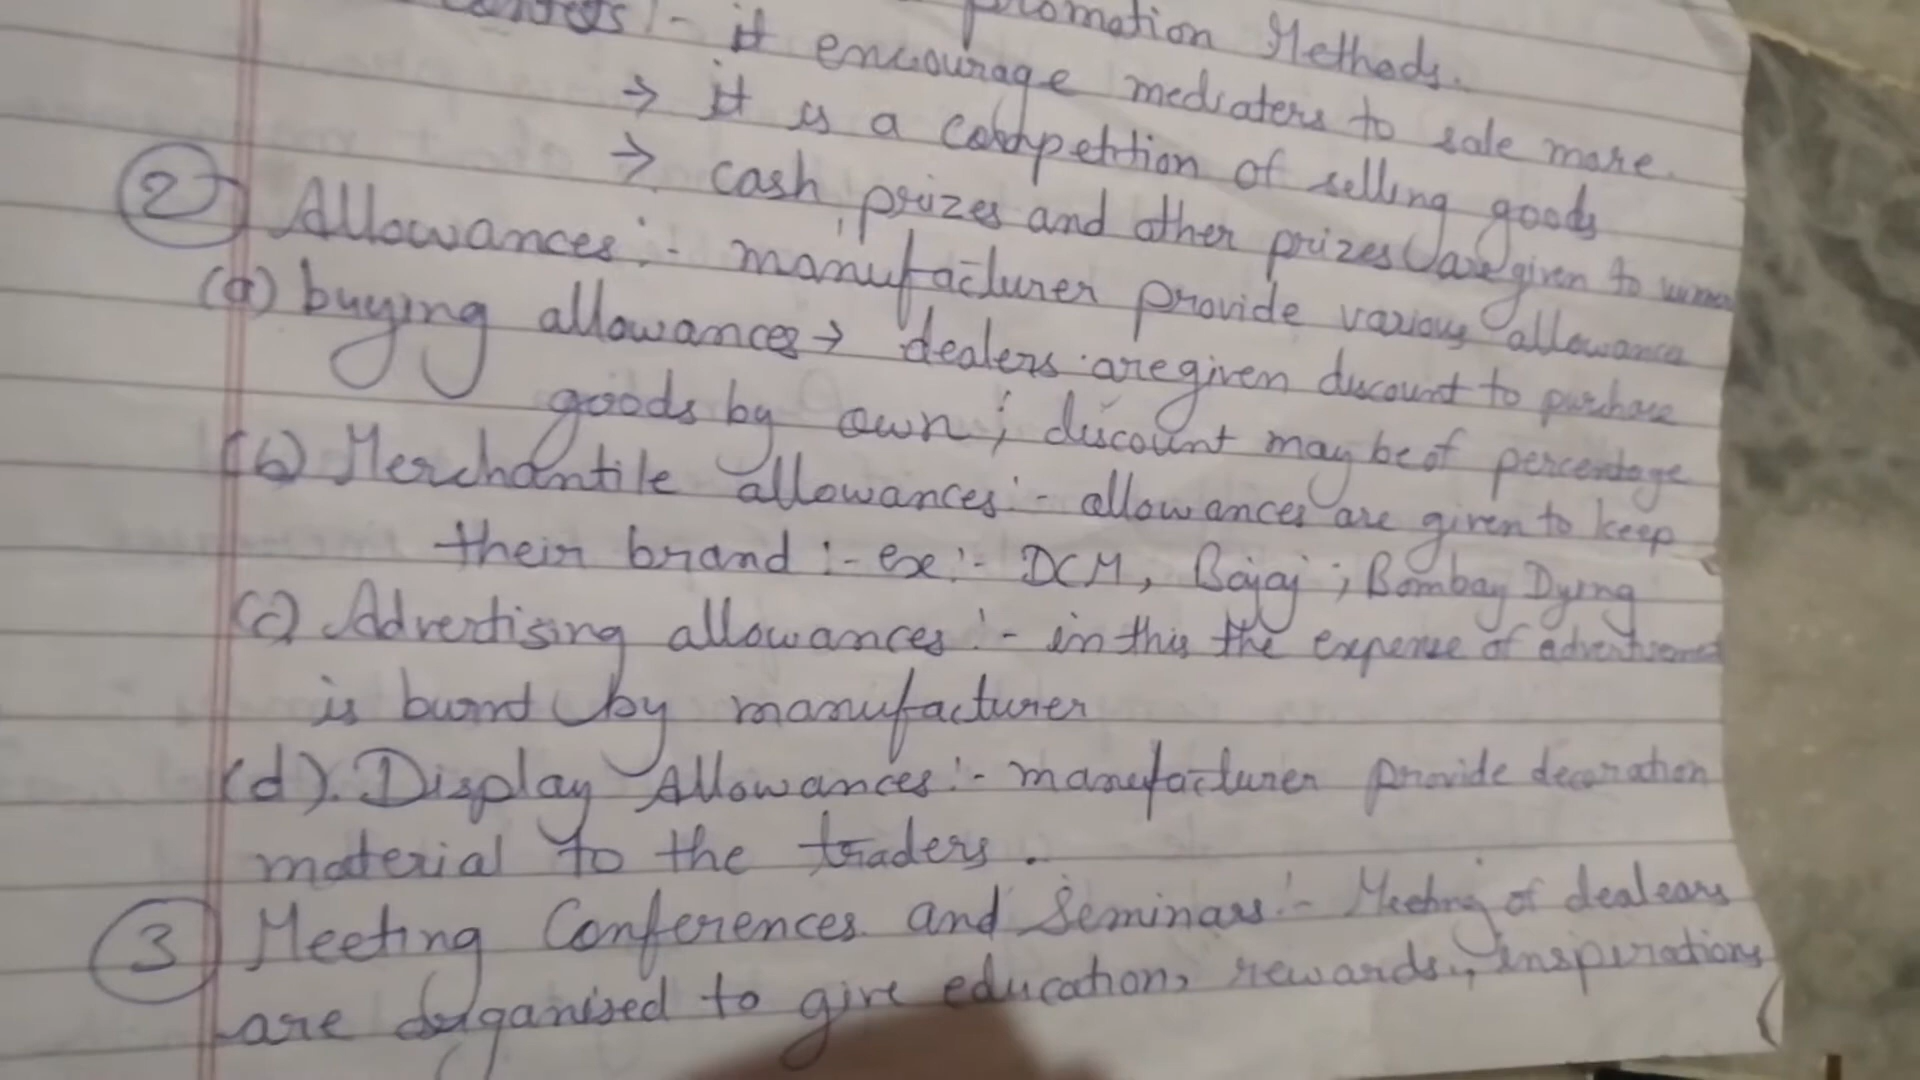 promotion Methods.
:- it encourage mediators to sale more.
→ it is a competition of selling goods
→ cash, prizes and other prizes are given to
② Allowances :- manufacturer provide various allowance
(a) buying allowances → dealers are given discount to purchase
goods by own ; discount may be of percentage
(b) Merchantile allowances :- allowances are given to keep
their brand :- ex :- DCM, Bajaj ; Bombay Dying
(c) Advertising allowances :- in this the expense of
is burnt by manufacturer
(d). Display Allowances :- manufacturer provide decoration
material to the traders.
③ Meeting Conferences and Seminars :- Meeting of dealears
are organised to give education, rewards, inspirations